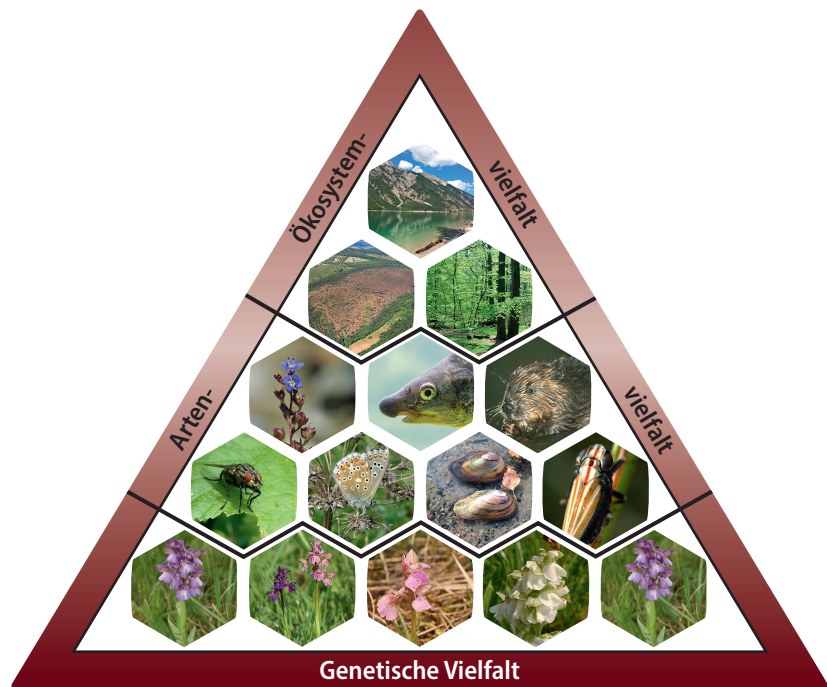 Ökosystem-
vielfalt
Arten-
vielfalt
Genetische Vielfalt